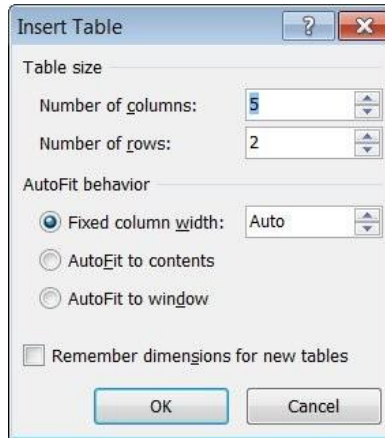 Insert Table
Table size
Number of columns: 5
Number of rows: 2
AutoFit behavior
Fixed column width: Auto
AutoFit to contents
AutoFit to window
Remember dimensions for new tables
OK Cancel